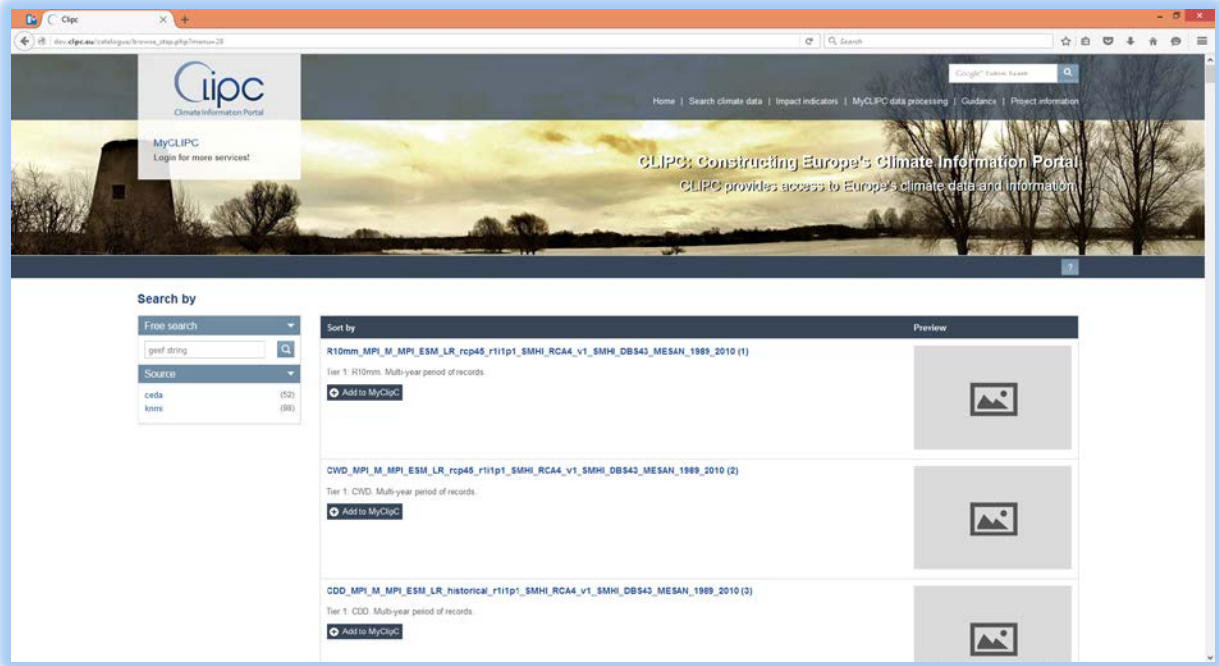 Clipc
dev.clipc.eu/catalogus/browse_step.php?menu=28
Search
Clipc
Climate Information Portal
Google™ Custom Search
Home | Search climate data | Impact indicators | MyCLIPC data processing | Guidance | Project information
MyCLIPC
Login for more services!
CLIPC: Constructing Europe's Climate Information Portal
CLIPC provides access to Europe's climate data and information.
?
Search by
Free search
geef string
Source
ceda (52)
knmi (98)
Sort by Preview
R10mm_MPI_M_MPI_ESM_LR_rcp45_r1i1p1_SMHI_RCA4_v1_SMHI_DBS43_MESAN_1989_2010 (1)
Tier 1: R10mm. Multi-year period of records.
Add to MyClipC
CWD_MPI_M_MPI_ESM_LR_rcp45_r1i1p1_SMHI_RCA4_v1_SMHI_DBS43_MESAN_1989_2010 (2)
Tier 1: CWD. Multi-year period of records.
Add to MyClipC
CDD_MPI_M_MPI_ESM_LR_historical_r1i1p1_SMHI_RCA4_v1_SMHI_DBS43_MESAN_1989_2010 (3)
Tier 1: CDD. Multi-year period of records.
Add to MyClipC